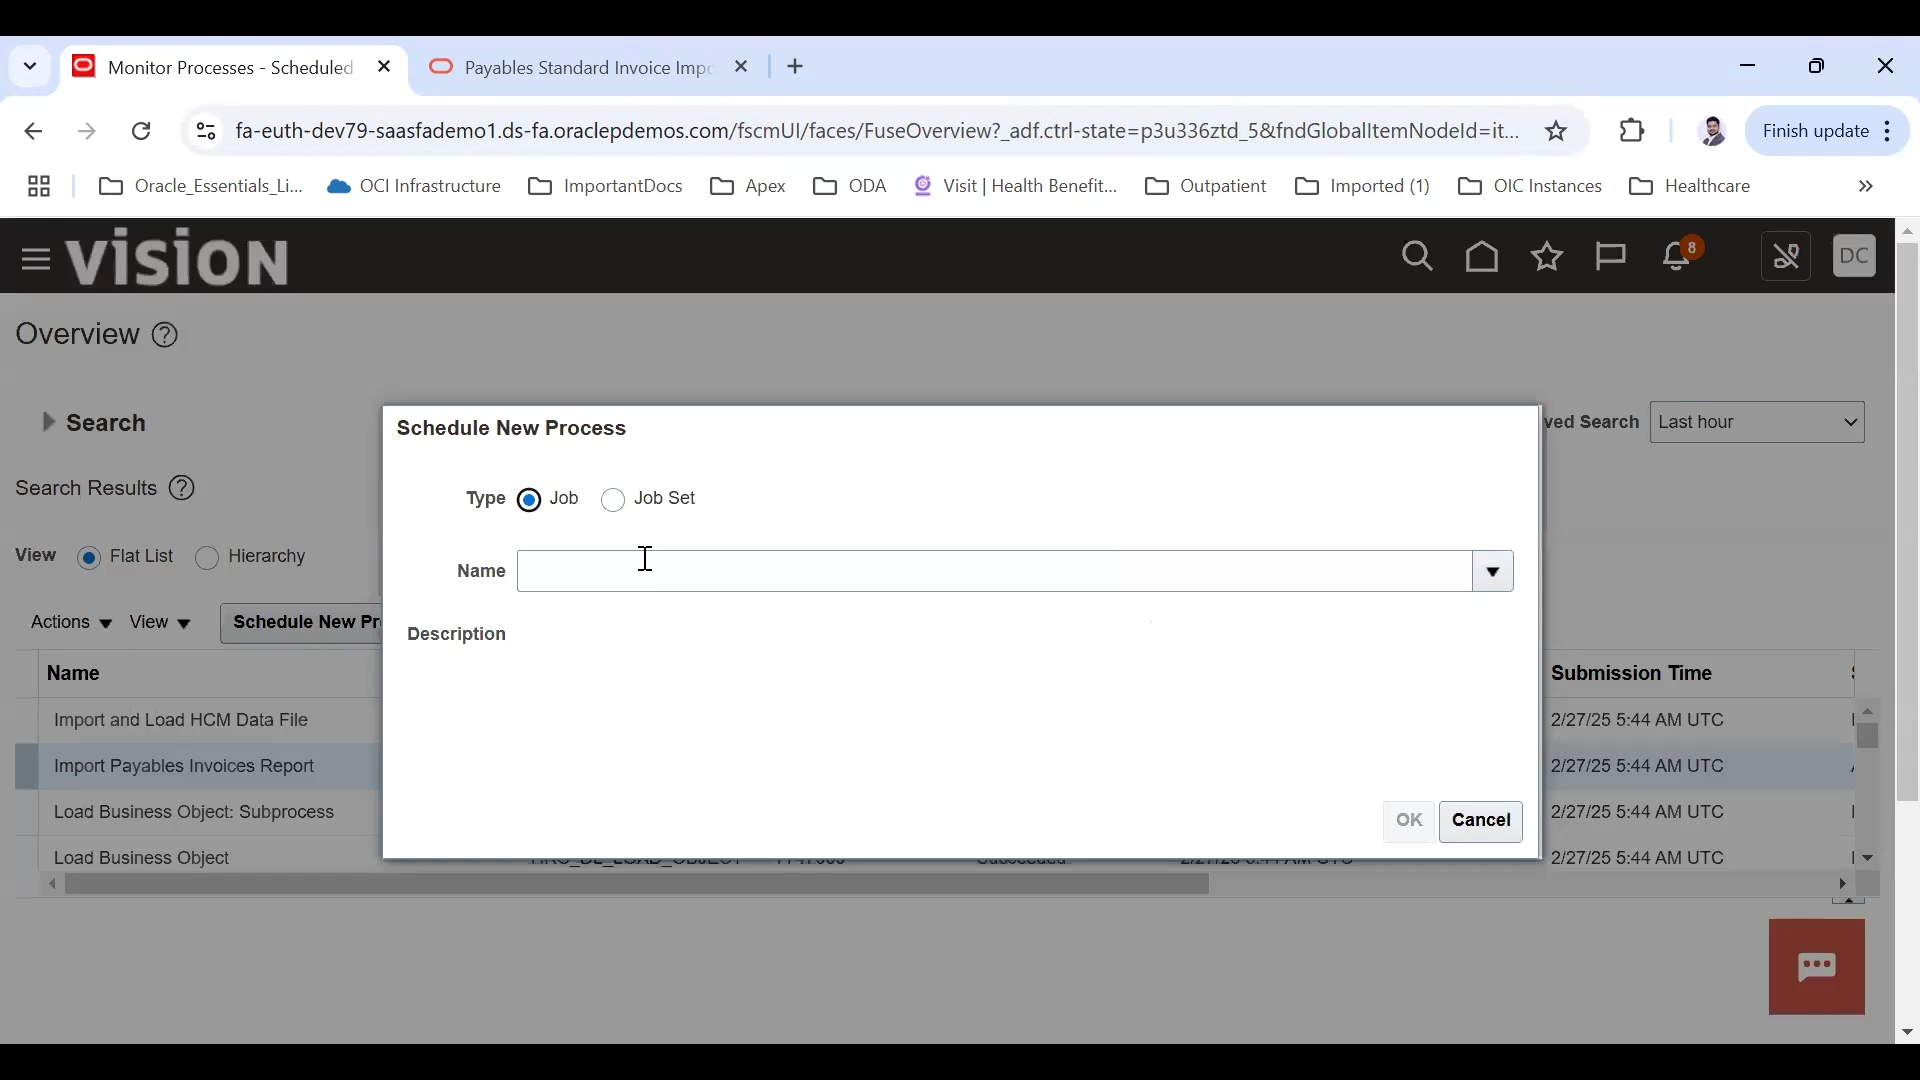 Monitor Processes - Scheduled
Payables Standard Invoice Impo
fa-euth-dev79-saasfademo1.ds-fa.oraclepdemos.com/fscmUI/faces/FuseOverview?_adf.ctrl-state=p3u336ztd_5&fndGlobalItemNodeId=it...
Finish update
Oracle_Essentials_Li... OCI Infrastructure ImportantDocs Apex ODA Visit | Health Benefit... Outpatient Imported (1) OIC Instances Healthcare
vision
8
DC
Overview
Search
ved Search Last hour
Schedule New Process
Type Job Job Set
Search Results
View Flat List Hierarchy
Name
Actions View Schedule New Pr
Description
Name
Submission Time
Import and Load HCM Data File
2/27/25 5:44 AM UTC
Import Payables Invoices Report
2/27/25 5:44 AM UTC
Load Business Object: Subprocess
2/27/25 5:44 AM UTC
OK Cancel
Load Business Object
2/27/25 5:44 AM UTC